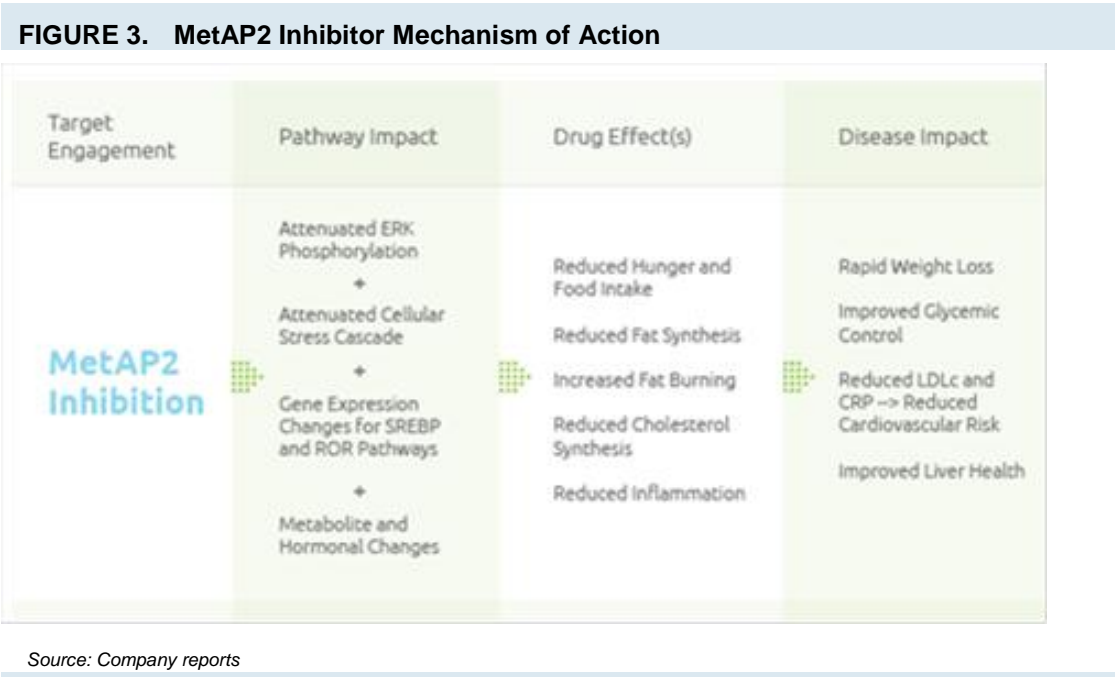 FIGURE 3. MetAP2 Inhibitor Mechanism of Action
Target
Engagement
Pathway Impact
Drug Effect(s)
Disease Impact
MetAP2
Inhibition
Attenuated ERK
Phosphorylation
+
Attenuated Cellular
Stress Cascade
+
Gene Expression
Changes for SREBP
and ROR Pathways
+
Metabolite and
Hormonal Changes
Reduced Hunger and
Food Intake
Reduced Fat Synthesis
Increased Fat Burning
Reduced Cholesterol
Synthesis
Reduced Inflammation
Rapid Weight Loss
Improved Glycemic
Control
Reduced LDLc and
CRP --> Reduced
Cardiovascular Risk
Improved Liver Health
Source: Company reports